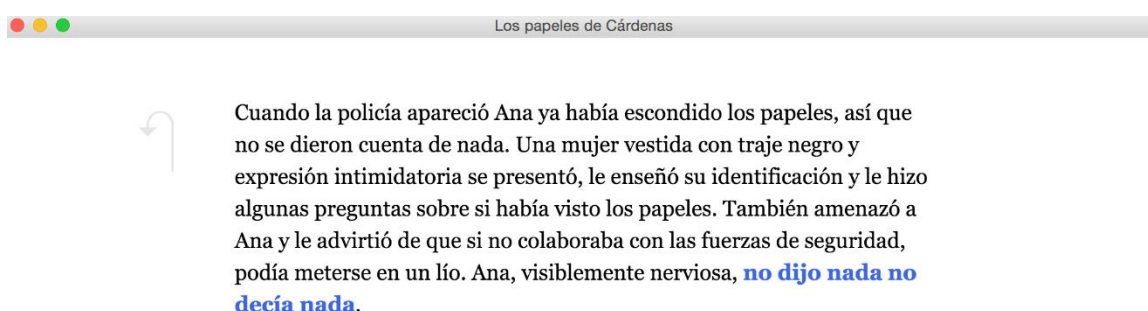 Los papeles de Cárdenas
Cuando la policía apareció Ana ya había escondido los papeles, así que
no se dieron cuenta de nada. Una mujer vestida con traje negro y
expresión intimidatoria se presentó, le enseñó su identificación y le hizo
algunas preguntas sobre si había visto los papeles. También amenazó a
Ana y le advirtió de que si no colaboraba con las fuerzas de seguridad,
podía meterse en un lío. Ana, visiblemente nerviosa, no dijo nada no
decía nada.